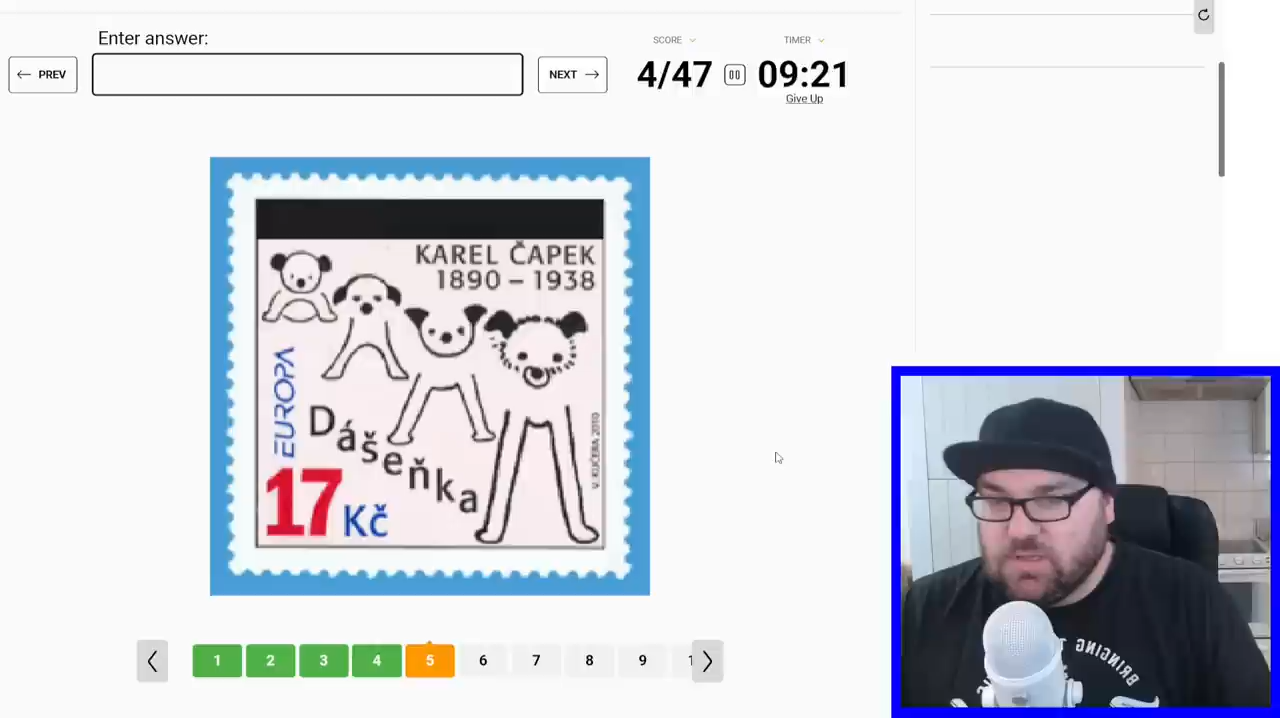 Enter answer:
SCORE
TIMER
← PREV
NEXT →
4/47
09:21
Give Up
KAREL ČAPEK
1890 – 1938
EUROPA
Dášeňka
17 Kč
V. KUČERA 2010
1 2 3 4 5 6 7 8 9
BRINGING